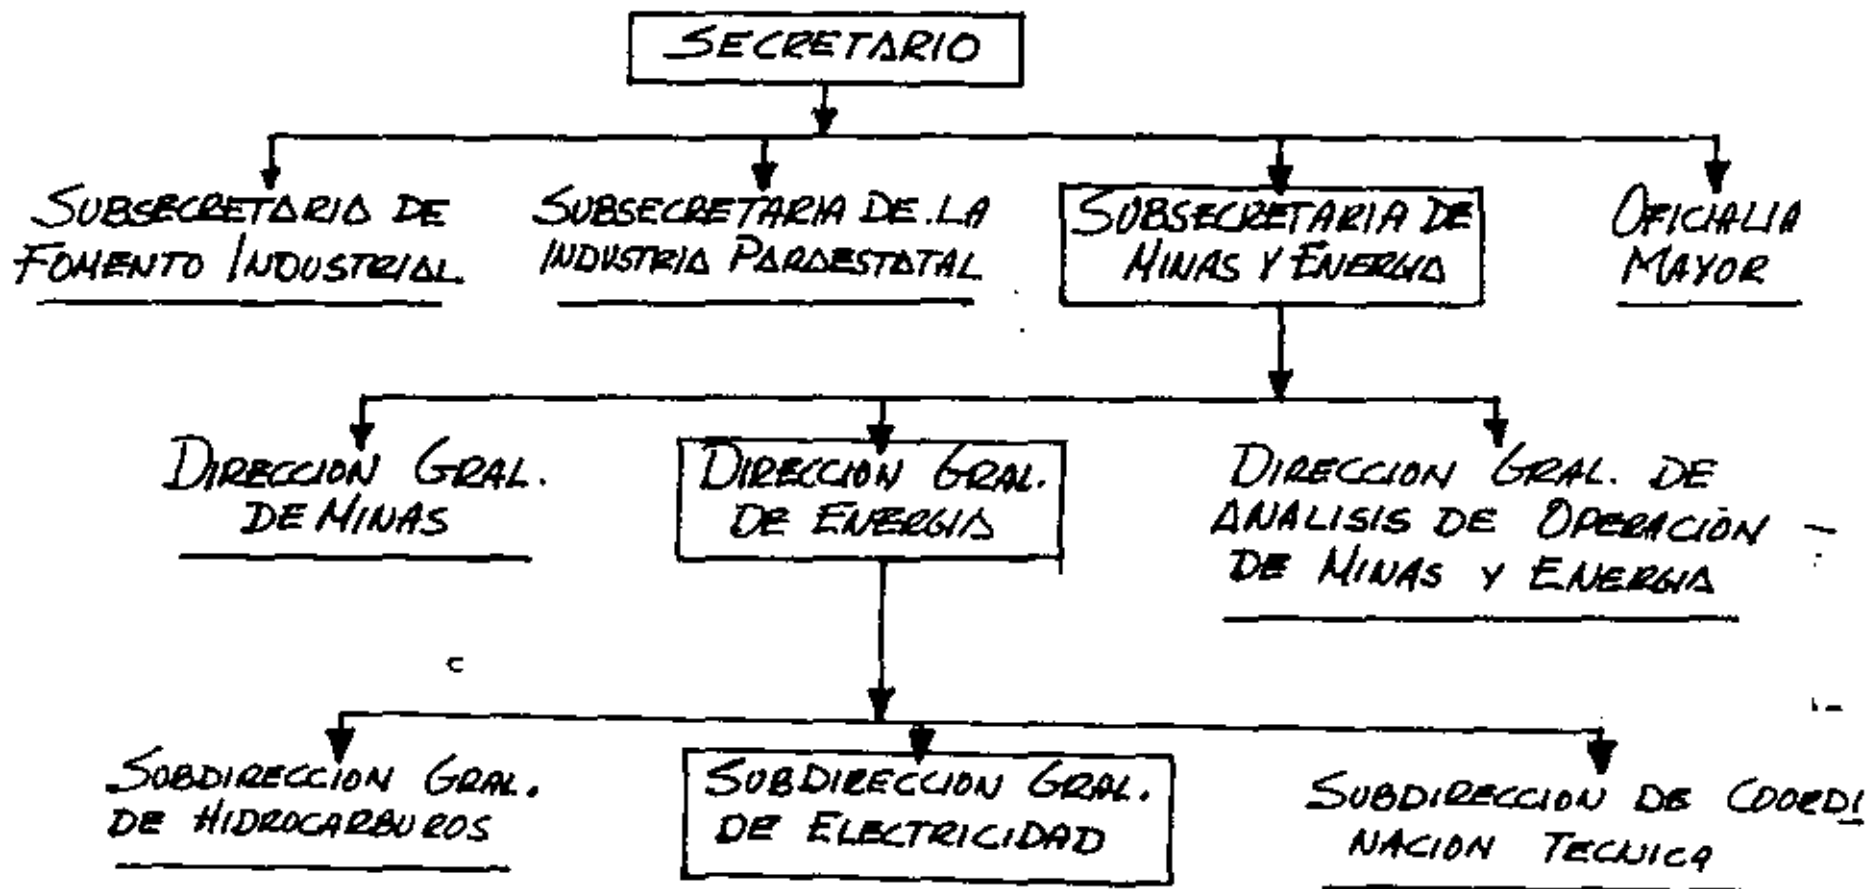 SECRETARIO
SUBSECRETARIA DE
FOMENTO INDUSTRIAL
SUBSECRETARIA DE LA
INDUSTRIA PARAESTATAL
SUBSECRETARIA DE
MINAS Y ENERGIA
OFICIALIA
MAYOR
DIRECCION GRAL.
DE MINAS
DIRECCION GRAL.
DE ENERGIA
DIRECCION GRAL. DE
ANALISIS DE OPERACIÓN
DE MINAS Y ENERGIA
SUBDIRECCION GRAL.
DE HIDROCARBUROS
SUBDIRECCION GRAL.
DE ELECTRICIDAD
SUBDIRECCION DE COORDI
NACION TECNICA